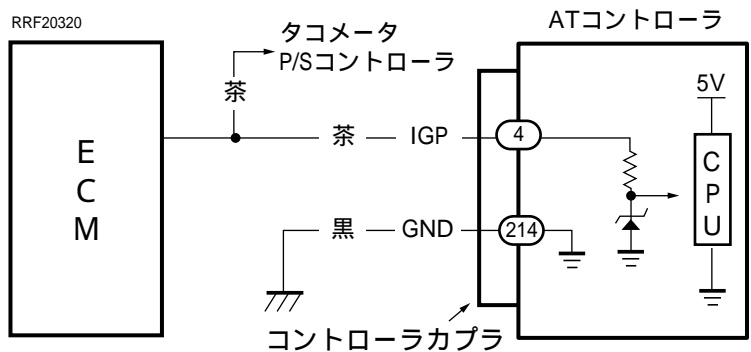 RRF20320
ATコントローラ
タコメータ
P/Sコントローラ
茶
5V
ECM
茶
IGP
4
CPU
黒
GND
214
コントローラカプラ